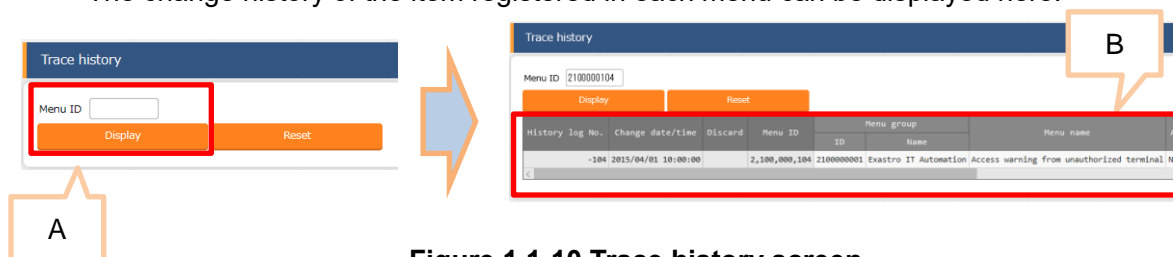 The change history of the item registered in each menu can be displayed here.
Trace history
Menu ID
Display Reset
A
Trace history
Menu ID 2100000104
Display Reset
B
History log No. Change date/time Discard Menu ID Menu group Menu name
ID Name
-104 2015/04/01 10:00:00 2,100,000,104 2100000001 Exastro IT Automation Access warning from unauthorized terminal
Figure 1.1-10 Trace history screen